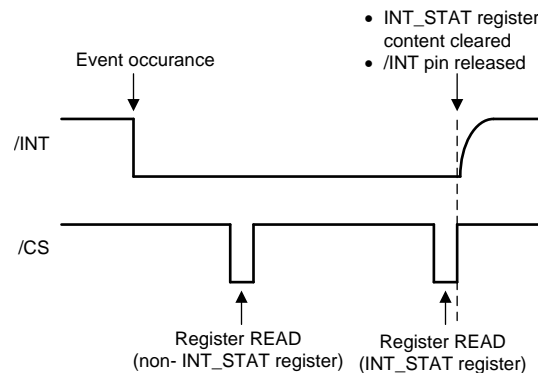 • INT_STAT register
content cleared
• /INT pin released
Event occurance
/INT
/CS
Register READ
(non- INT_STAT register)
Register READ
(INT_STAT register)